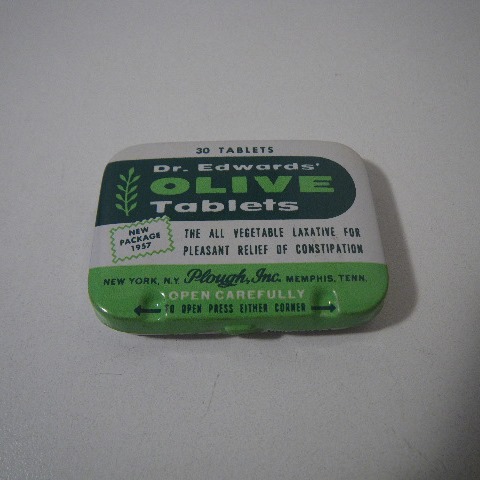 30 TABLETS
Dr. Edwards'
OLIVE
Tablets
NEW
PACKAGE
1957
THE ALL VEGETABLE LAXATIVE FOR
PLEASANT RELIEF OF CONSTIPATION
NEW YORK, N.Y. Plough, Inc. MEMPHIS, TENN.
OPEN CAREFULLY
TO OPEN PRESS EITHER CORNER